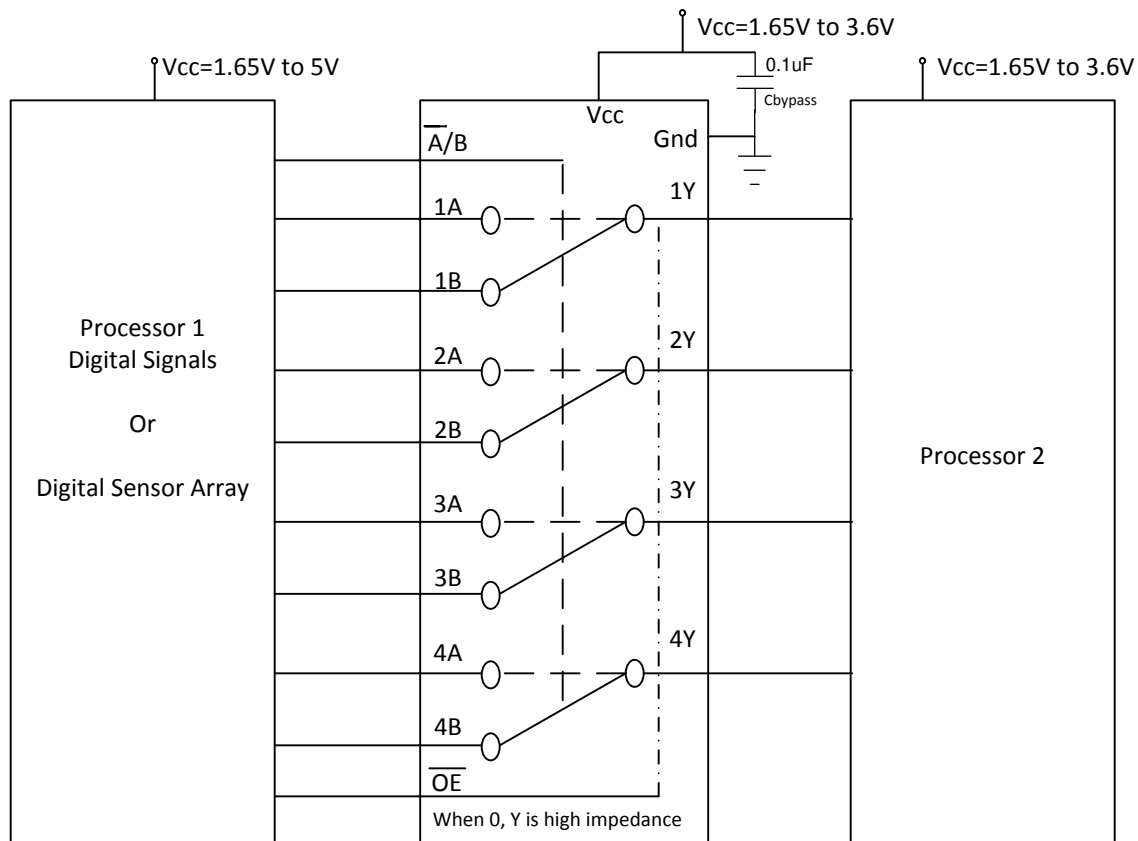 Vcc=1.65V to 3.6V
Vcc=1.65V to 5V
0.1uF
Vcc=1.65V to 3.6V
Cbypass
Vcc
A̅/B
Gnd
1A
1Y
1B
Processor 1
Digital Signals
2A
2Y
Or
2B
Processor 2
Digital Sensor Array
3A
3Y
3B
4A
4Y
4B
O̅E̅
When 0, Y is high impedance